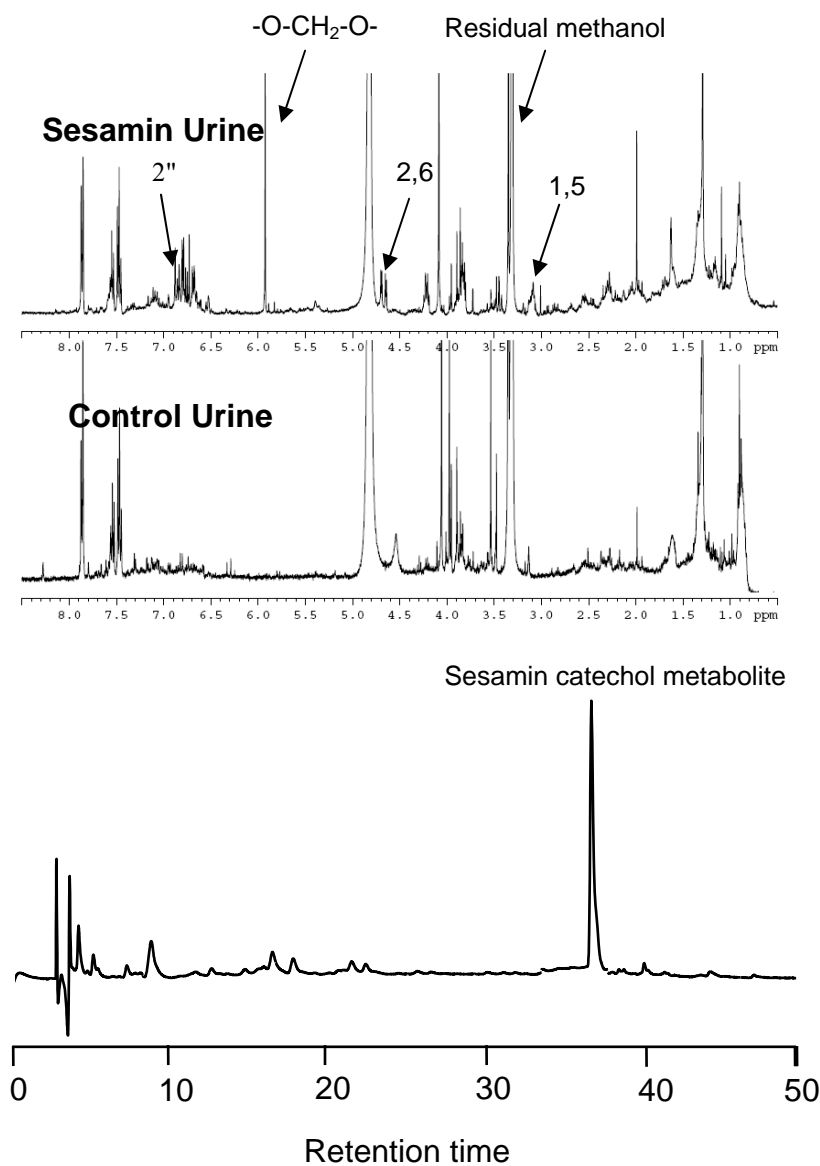 -O-CH₂-O-
Residual methanol
Sesamin Urine
2"
2,6
1,5
8.0 7.5 7.0 6.5 6.0 5.5 5.0 4.5 4.0 3.5 3.0 2.5 2.0 1.5 1.0 ppm
Control Urine
8.0 7.5 7.0 6.5 6.0 5.5 5.0 4.5 4.0 3.5 3.0 2.5 2.0 1.5 1.0 ppm
Sesamin catechol metabolite
0 10 20 30 40 50
Retention time